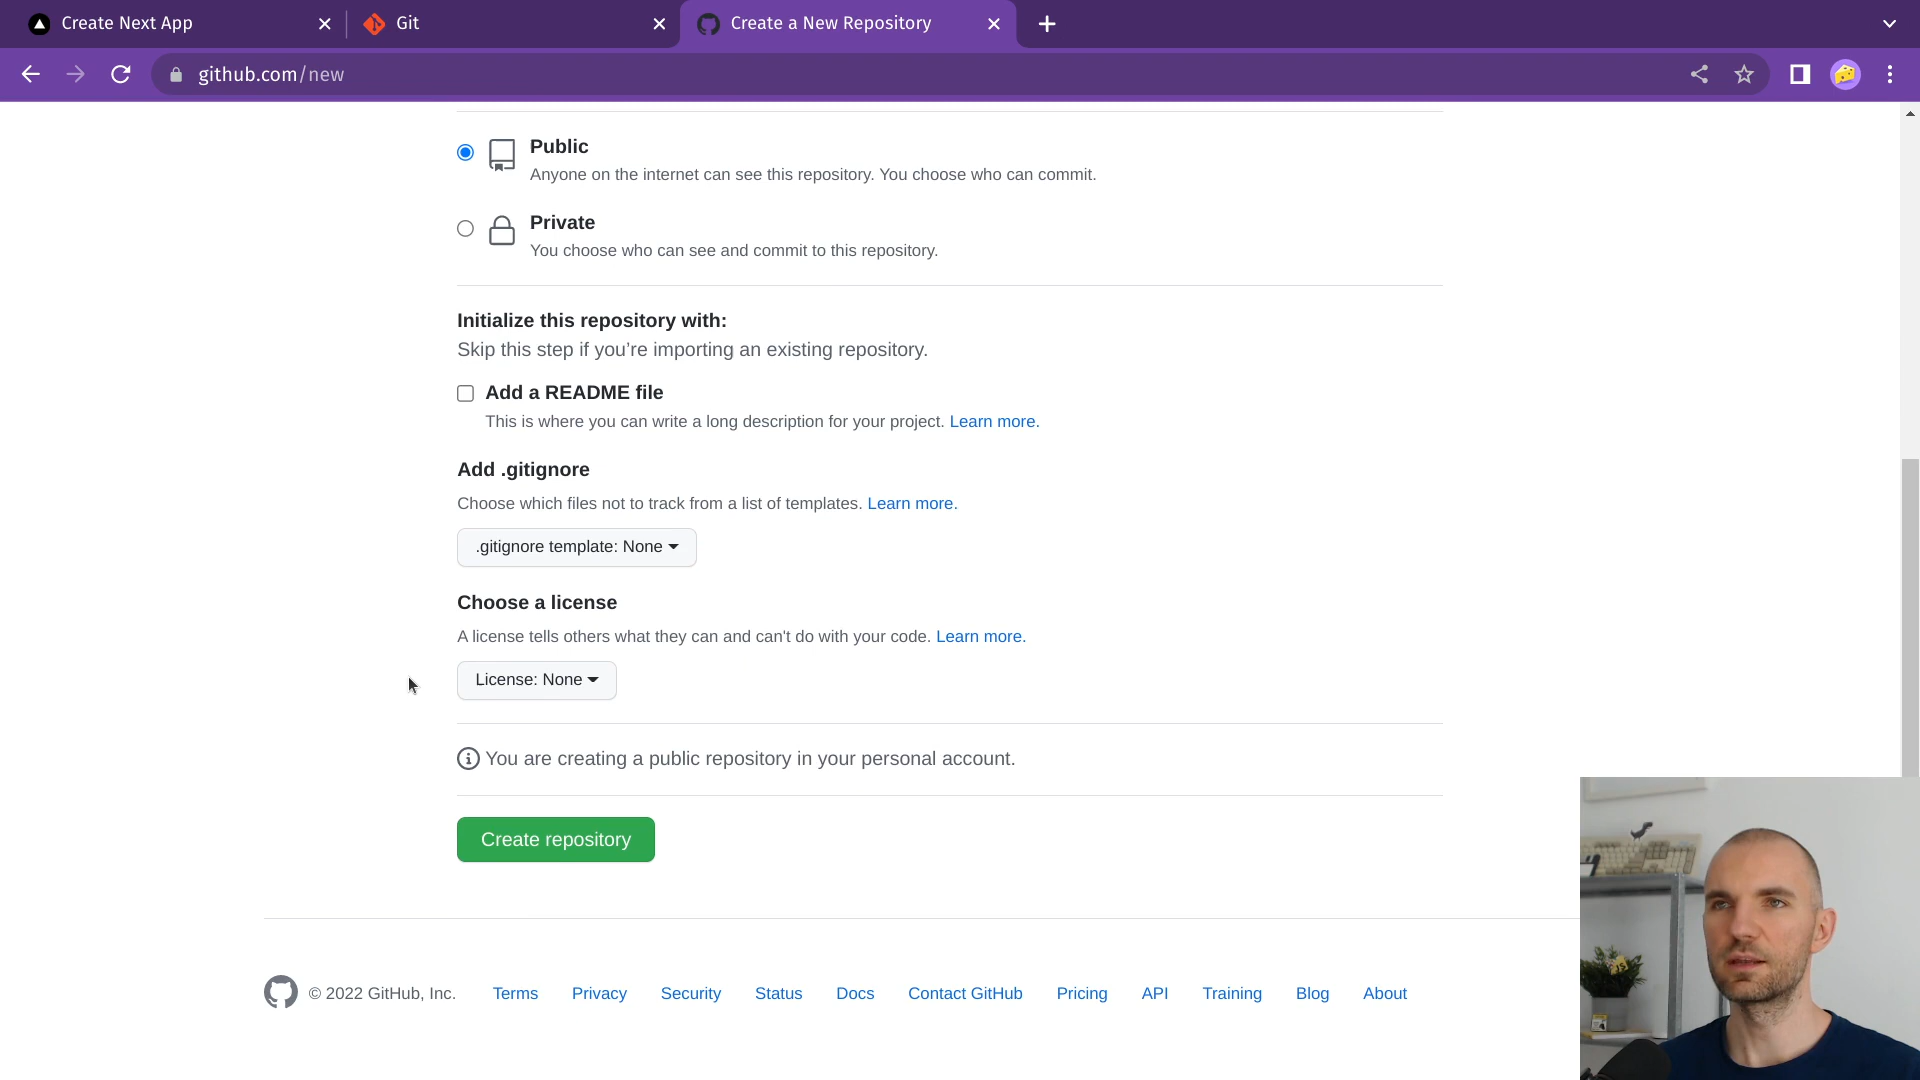 Create Next App
Git
Create a New Repository
github.com/new
Public
Anyone on the internet can see this repository. You choose who can commit.
Private
You choose who can see and commit to this repository.
Initialize this repository with:
Skip this step if you’re importing an existing repository.
Add a README file
This is where you can write a long description for your project. Learn more.
Add .gitignore
Choose which files not to track from a list of templates. Learn more.
.gitignore template: None
Choose a license
A license tells others what they can and can't do with your code. Learn more.
License: None
You are creating a public repository in your personal account.
Create repository
© 2022 GitHub, Inc. Terms Privacy Security Status Docs Contact GitHub Pricing API Training Blog About